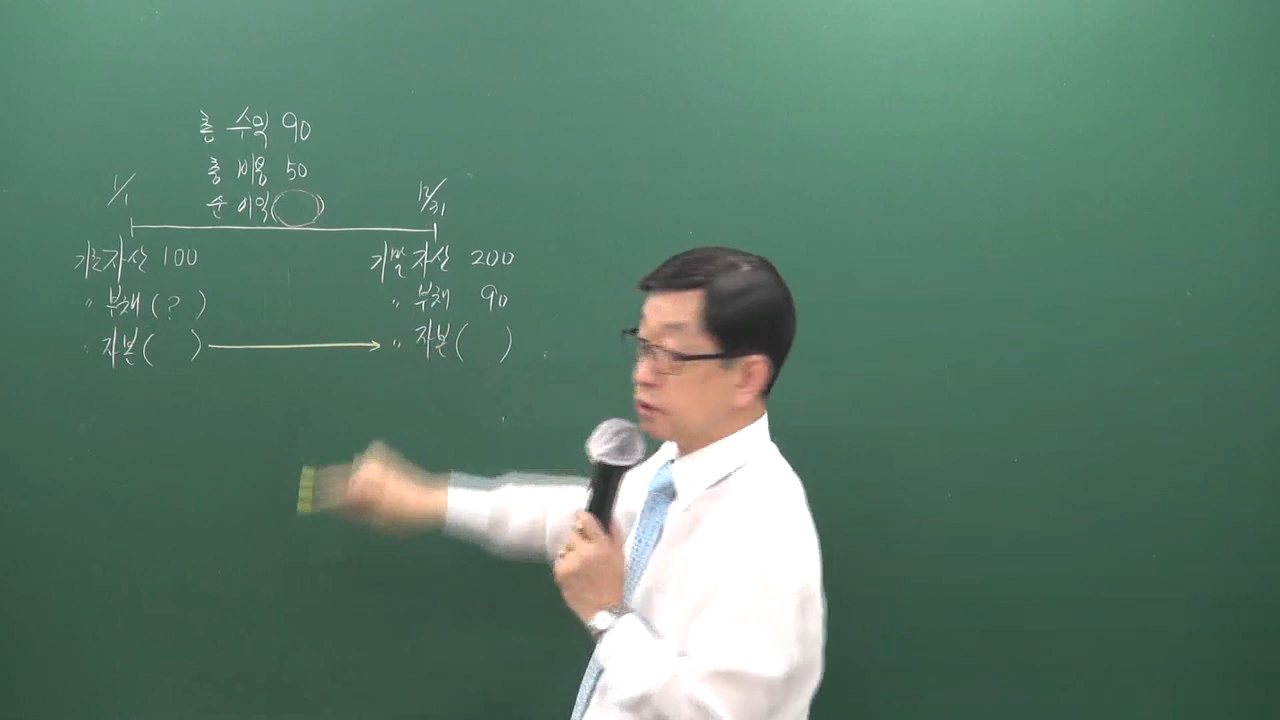 총 수익 90
총 비용 50
순 이익( )
1/1
12/31
기초자산 100
기말 자산 200
〃 부채 (?)
〃 부채 90
〃 자본( )
〃 자본( )